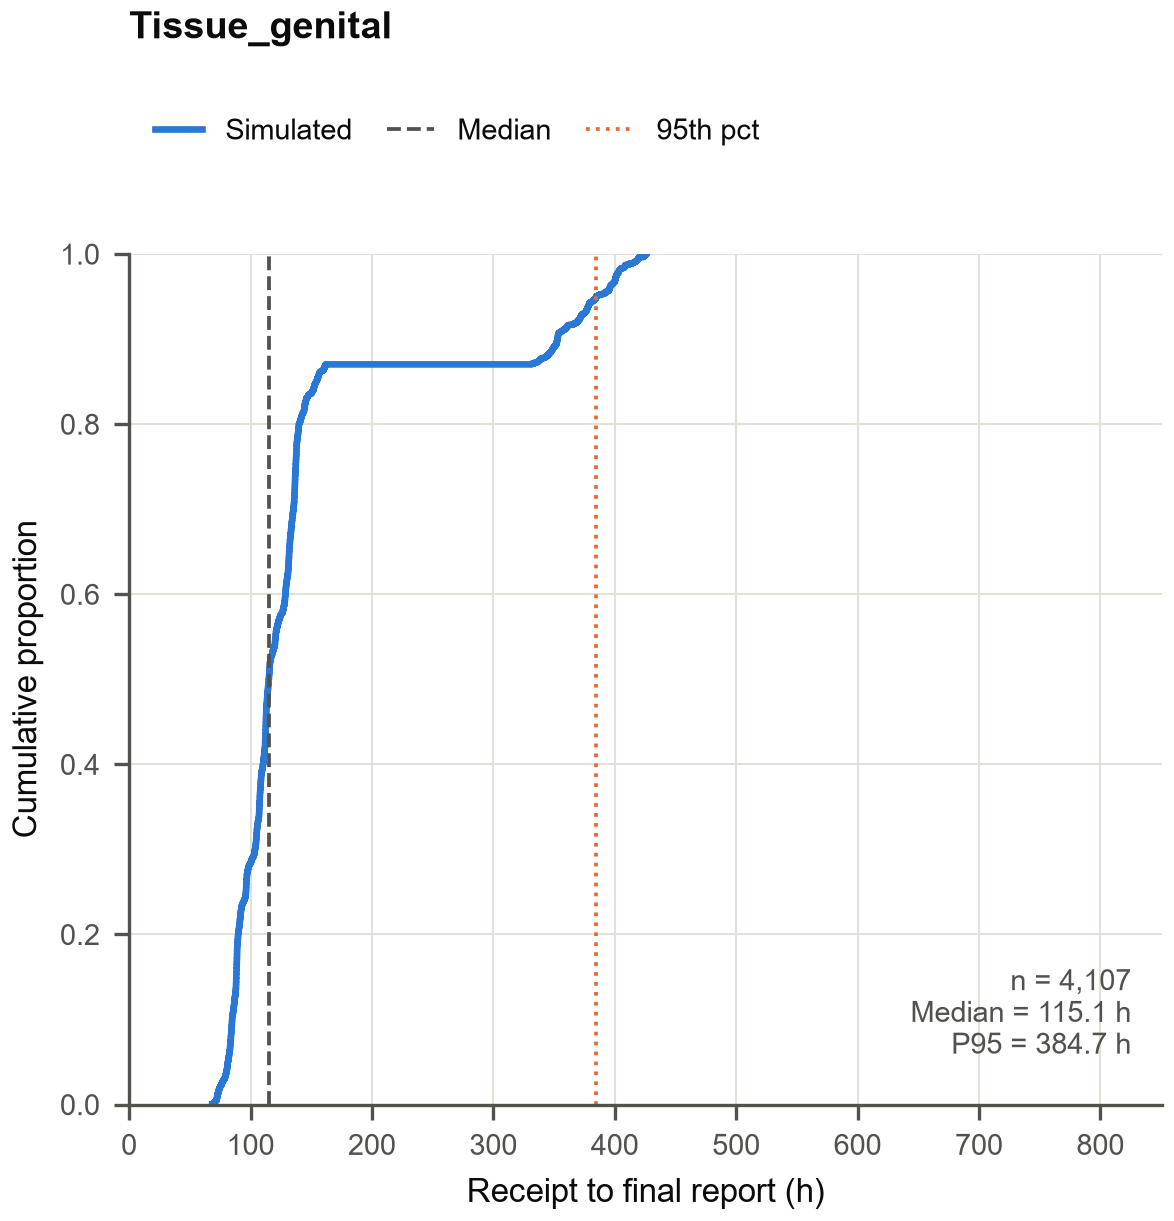 Tissue_genital
Simulated Median 95th pct
1.0
0.8
0.6
0.4
0.2
0.0
Cumulative proportion
n = 4,107
Median = 115.1 h
P95 = 384.7 h
0 100 200 300 400 500 600 700 800
Receipt to final report (h)